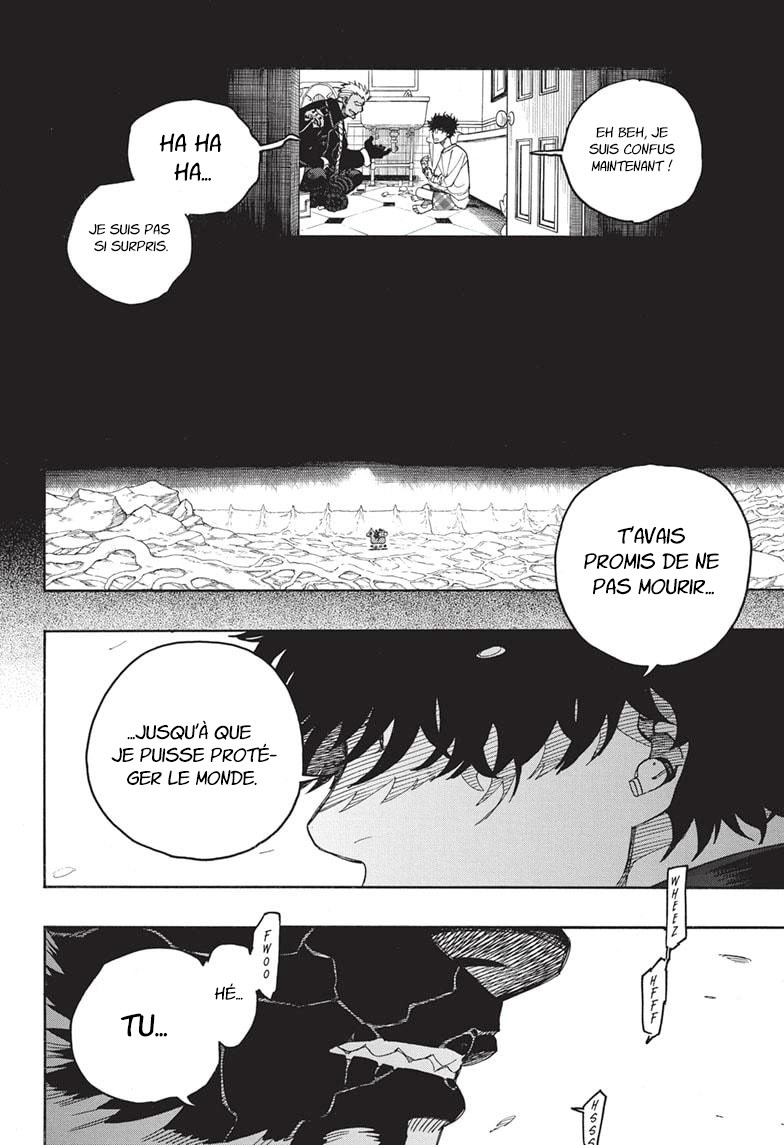 HA HA
HA...
JE SUIS PAS
SI SURPRIS.
EH BEH, JE
SUIS CONFUS
MAINTENANT !
T'AVAIS
PROMIS DE NE
PAS MOURIR...
...JUSQU'À QUE
JE PUISSE PROTÉ-
GER LE MONDE.
WHEEZ
FWOO
HÉ...
HFFF
TU...
HSSS